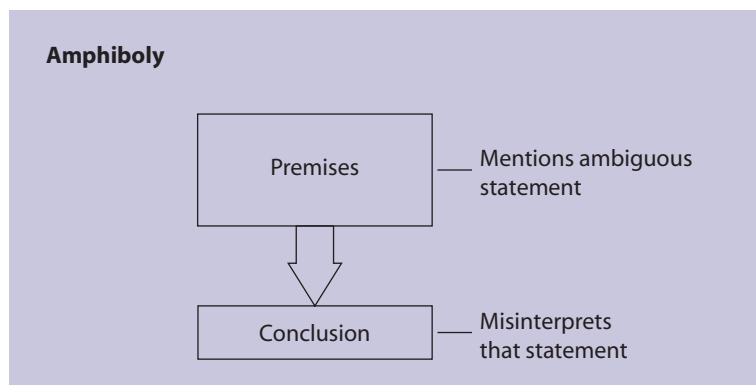 Amphiboly
Premises
Mentions ambiguous
statement
Conclusion
Misinterprets
that statement